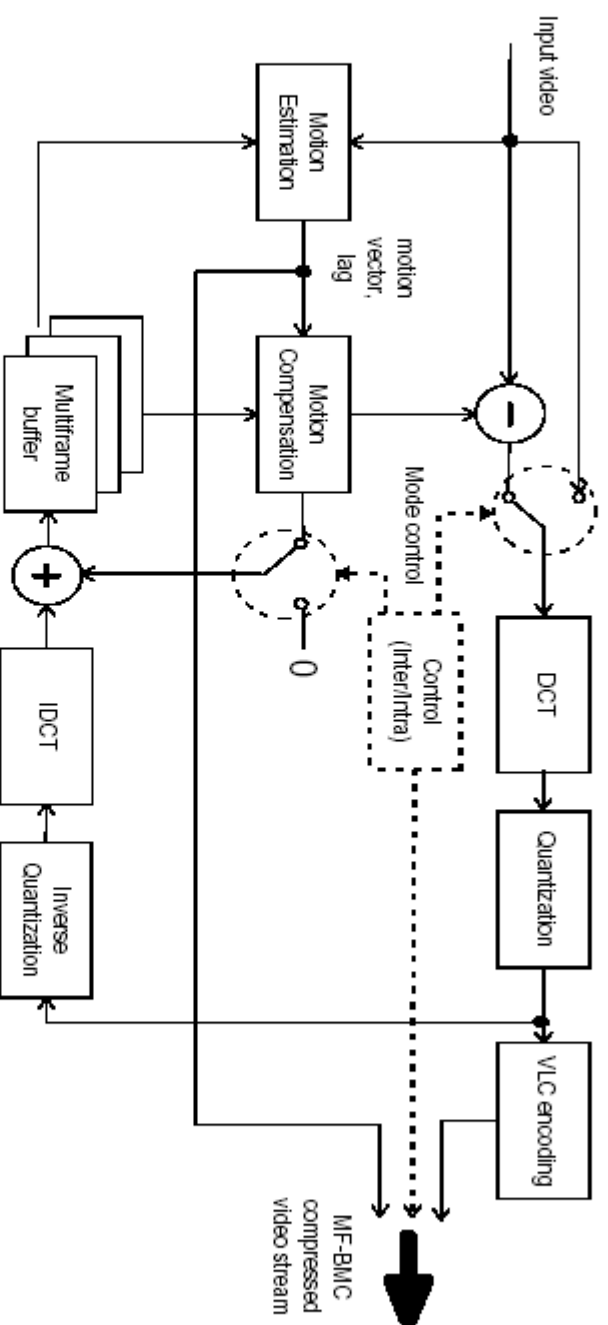 Input video
DCT
Quantization
VLC encoding
Control
(Inter/Intra)
Mode control
motion
vector,
lag
Motion
Estimation
Motion
Compensation
0
MF-BMC
compressed
video stream
Multiframe
buffer
IDCT
Inverse
Quantization